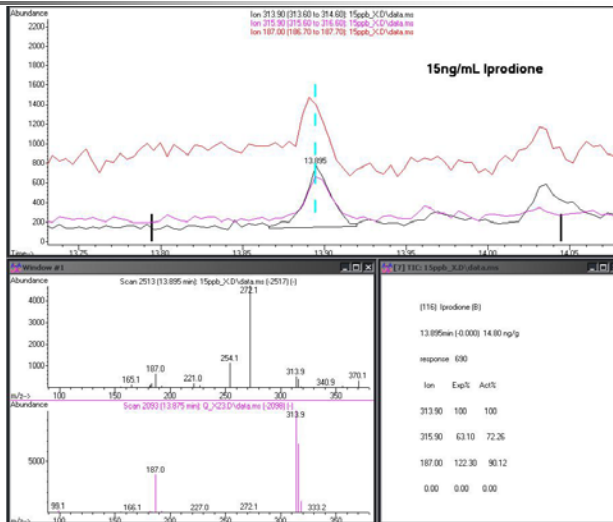 Abundance
Ion 313.90 (313.60 to 314.60): 15ppb_X.D\data.ms
Ion 315.90 (315.60 to 316.60): 15ppb_X.D\data.ms
Ion 187.00 (186.70 to 187.70): 15ppb_X.D\data.ms
2200
2000
1800
1600
1400
1200
1000
800
600
400
200
0
15ng/mL Iprodione
13.895
Time-->
13.25
13.80
13.85
13.90
13.95
14.00
14.05
Window #1
Abundance
Scan 2513 (13.895 min): 15ppb_X.D\data.ms (-2517) (-)
272.1
4000
3000
2000
1000
0
165.1
187.0
221.0
254.1
313.9
340.9
370.1
m/z-->
100
150
200
250
300
350
Abundance
Scan 2093 (13.875 min): Q_X23.D\data.ms (-2098) (-)
313.9
5000
0
99.1
166.1
187.0
227.0
272.1
333.2
m/z-->
100
150
200
250
300
350
[7] TIC: 15ppb_X.D\data.ms
(116) Iprodione (B)
13.895min (-0.000) 14.80 ng/g
response 690
Ion Exp% Act%
313.90 100 100
315.90 63.10 72.26
187.00 122.30 90.12
0.00 0.00 0.00